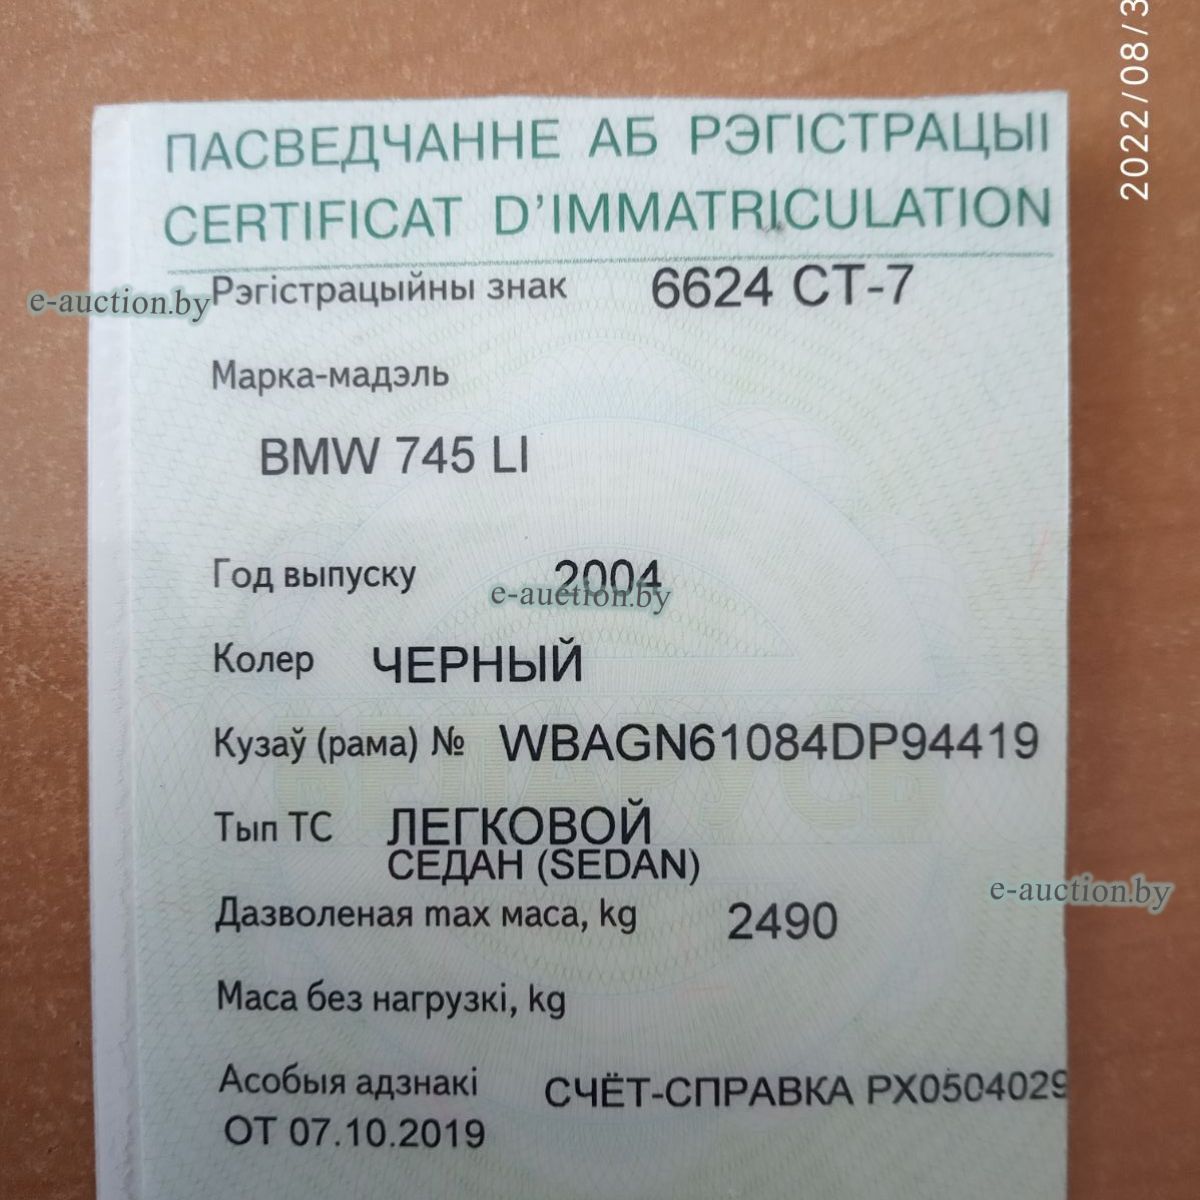 2022/08/3
ПАСВЕДЧАННЕ АБ РЭГІСТРАЦЫІ
CERTIFICAT D'IMMATRICULATION
e-auction.by
Рэгістрацыйны знак 6624 CT-7
Марка-мадэль
BMW 745 LI
Год выпуску 2004
e-auction.by
Колер ЧЕРНЫЙ
Кузаў (рама) № WBAGN61084DP94419
БЕЛАРУСЬ
Тып ТС ЛЕГКОВОЙ
СЕДАН (SEDAN)
e-auction.by
Дазволеная max маса, kg 2490
Маса без нагрузкі, kg
Асобыя адзнакі СЧЁТ-СПРАВКА РХ0504029
ОТ 07.10.2019